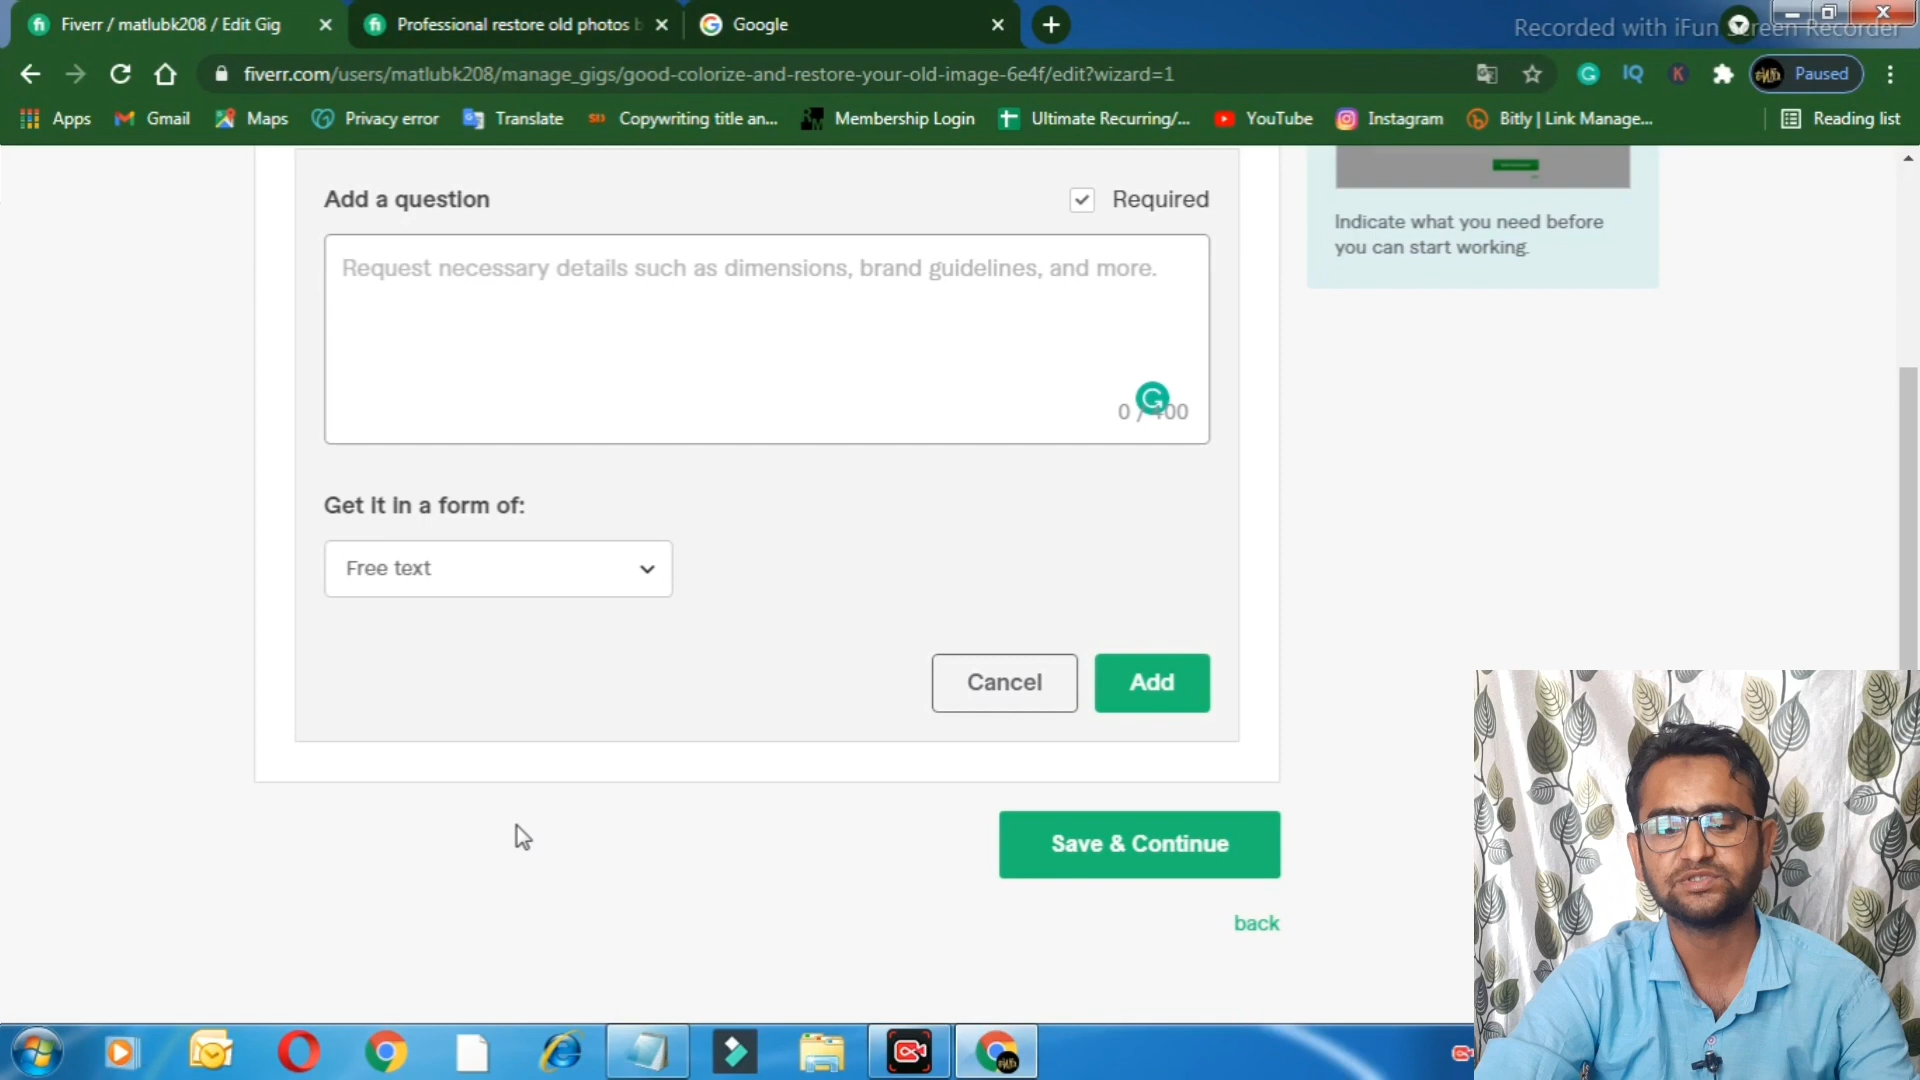 Fiverr / matlubk208 / Edit Gig
Professional restore old photos b
Google
Recorded with iFun Screen Recorder
fiverr.com/users/matlubk208/manage_gigs/good-colorize-and-restore-your-old-image-6e4f/edit?wizard=1
IQ
K
Paused
Apps
Gmail
Maps
Privacy error
Translate
Copywriting title an...
Membership Login
Ultimate Recurring/...
YouTube
Instagram
Bitly | Link Manage...
Reading list
Add a question
Required
Request necessary details such as dimensions, brand guidelines, and more.
0 / 400
Indicate what you need before
you can start working.
Get it in a form of:
Free text
Cancel
Add
Save & Continue
back